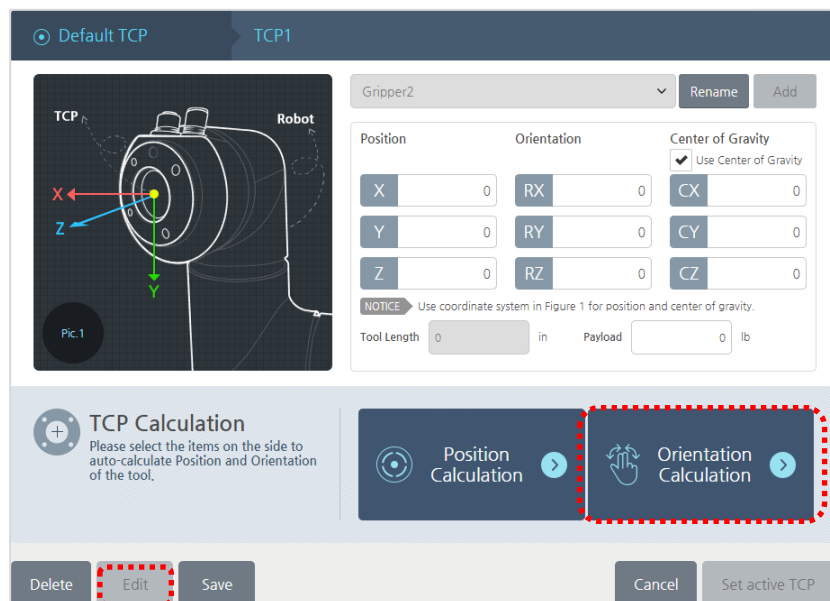 Default TCP
TCP1
TCP
Robot
X
Z
Y
Pic.1
Gripper2
Rename
Add
Position
Orientation
Center of Gravity
Use Center of Gravity
X 0
RX 0
CX 0
Y 0
RY 0
CY 0
Z 0
RZ 0
CZ 0
NOTICE Use coordinate system in Figure 1 for position and center of gravity.
Tool Length 0 in Payload 0 lb
TCP Calculation
Please select the items on the side to
auto-calculate Position and Orientation
of the tool.
Position
Calculation
Orientation
Calculation
Delete
Edit
Save
Cancel
Set active TCP